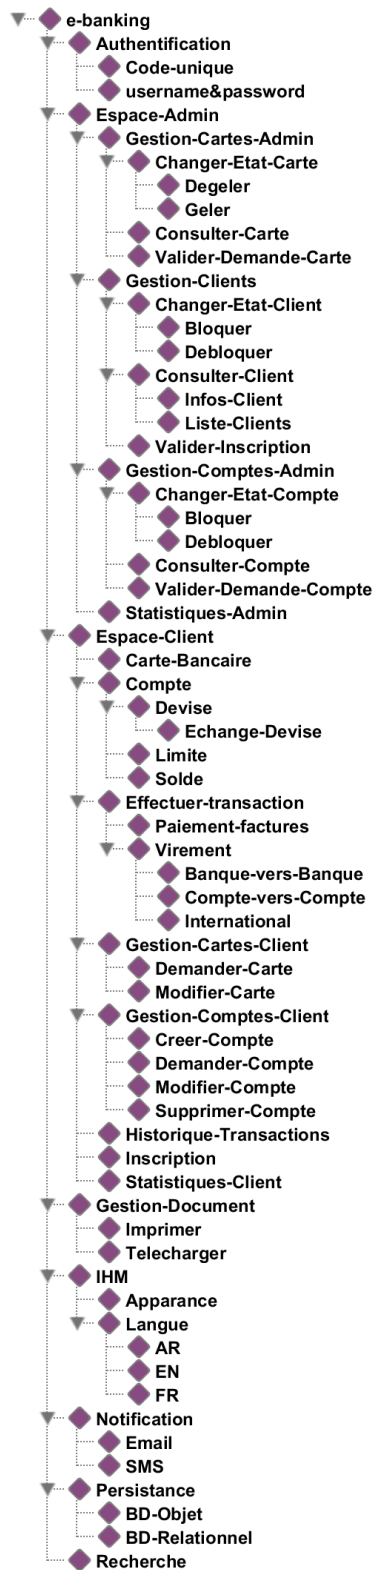 e-banking
Authentification
Code-unique
username&password
Espace-Admin
Gestion-Cartes-Admin
Changer-Etat-Carte
Degeler
Geler
Consulter-Carte
Valider-Demande-Carte
Gestion-Clients
Changer-Etat-Client
Bloquer
Debloquer
Consulter-Client
Infos-Client
Liste-Clients
Valider-Inscription
Gestion-Comptes-Admin
Changer-Etat-Compte
Bloquer
Debloquer
Consulter-Compte
Valider-Demande-Compte
Statistiques-Admin
Espace-Client
Carte-Bancaire
Compte
Devise
Echange-Devise
Limite
Solde
Effectuer-transaction
Paiement-factures
Virement
Banque-vers-Banque
Compte-vers-Compte
International
Gestion-Cartes-Client
Demander-Carte
Modifier-Carte
Gestion-Comptes-Client
Creer-Compte
Demander-Compte
Modifier-Compte
Supprimer-Compte
Historique-Transactions
Inscription
Statistiques-Client
Gestion-Document
Imprimer
Telecharger
IHM
Apparance
Langue
AR
EN
FR
Notification
Email
SMS
Persistance
BD-Objet
BD-Relationnel
Recherche